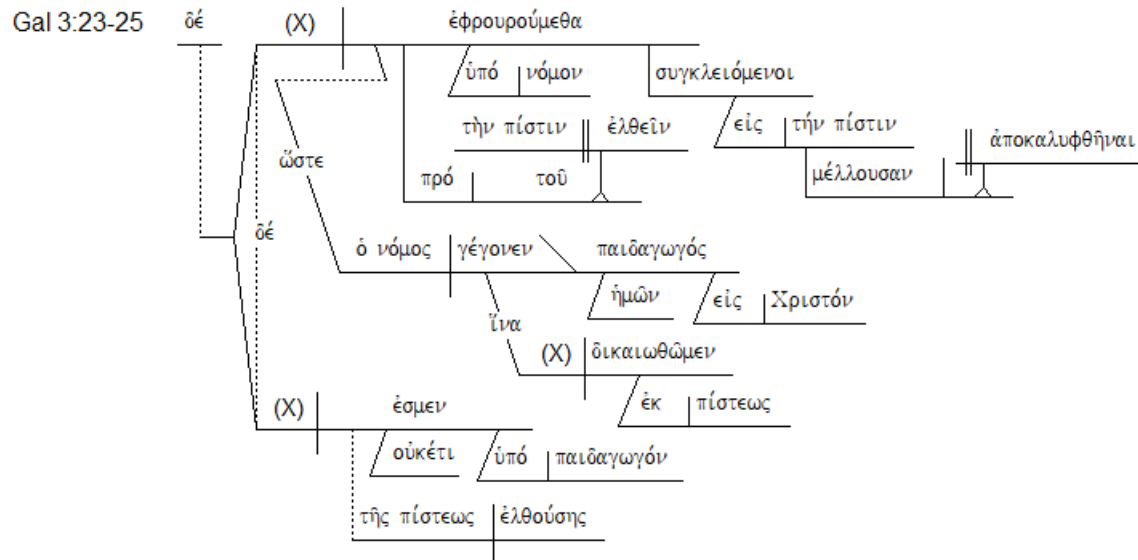 Gal 3:23-25 δέ (X) ἐφρουρούμεθα
ὑπό νόμον συγκλειόμενοι
τὴν πίστιν ἐλθεῖν εἰς τήν πίστιν ἀποκαλυφθῆναι
ὥστε πρό τοῦ μέλλουσαν
δέ ὁ νόμος γέγονεν παιδαγωγός
ἡμῶν εἰς Χριστόν
ἵνα
(X) δικαιωθῶμεν
(X) ἐσμεν ἐκ πίστεως
οὐκέτι ὑπό παιδαγωγόν
τῆς πίστεως ἐλθούσης